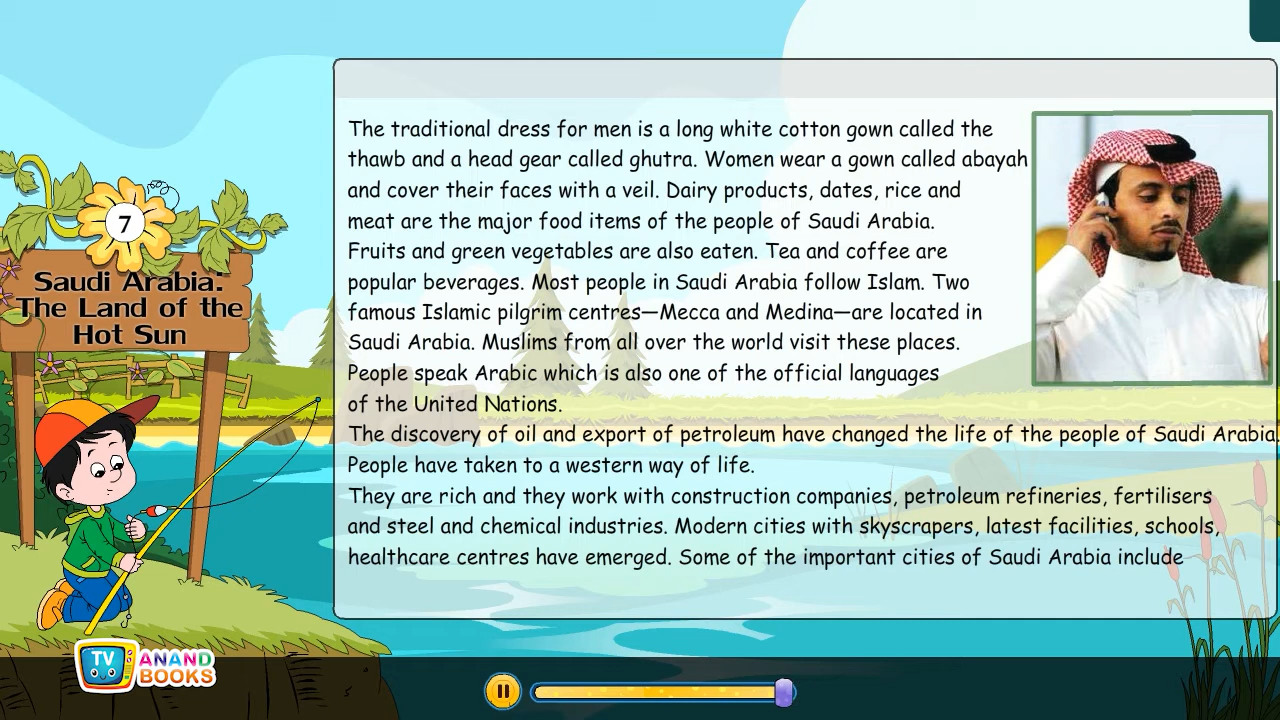 7
Saudi Arabia:
The Land of the
Hot Sun
The traditional dress for men is a long white cotton gown called the
thawb and a head gear called ghutra. Women wear a gown called abayah
and cover their faces with a veil. Dairy products, dates, rice and
meat are the major food items of the people of Saudi Arabia.
Fruits and green vegetables are also eaten. Tea and coffee are
popular beverages. Most people in Saudi Arabia follow Islam. Two
famous Islamic pilgrim centres—Mecca and Medina—are located in
Saudi Arabia. Muslims from all over the world visit these places.
People speak Arabic which is also one of the official languages
of the United Nations.
The discovery of oil and export of petroleum have changed the life of the people of Saudi Arabia.
People have taken to a western way of life.
They are rich and they work with construction companies, petroleum refineries, fertilisers
and steel and chemical industries. Modern cities with skyscrapers, latest facilities, schools,
healthcare centres have emerged. Some of the important cities of Saudi Arabia include
TV
ANAND
BOOKS